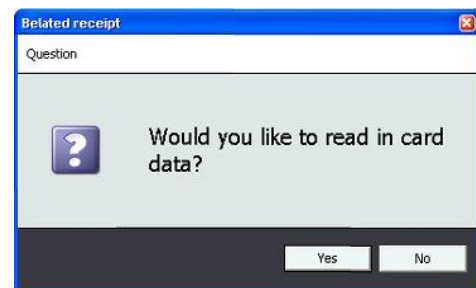 Belated receipt
Question
Would you like to read in card
data?
Yes
No